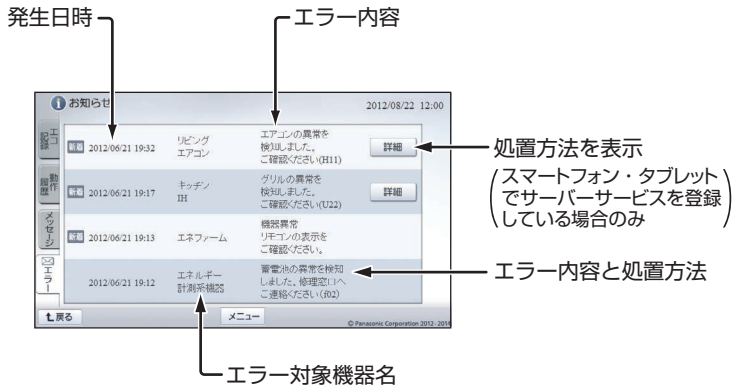 発生日時
エラー内容
お知らせ
2012/08/22 12:00
エコ記録
動作履歴
メッセージ
エラー
2012/06/21 19:32
リビング
エアコン
エアコンの異常を
検知しました。
ご確認ください(H11)
詳細
2012/06/21 19:17
キッチン
IH
グリルの異常を
検知しました。
ご確認ください(U22)
詳細
2012/06/21 19:13
エネファーム
機器異常
リモコンの表示を
ご確認ください。
2012/06/21 19:12
エネルギー
計測系機器
蓄電池の異常を検知
しました。修理窓口へ
ご連絡ください(f02)
戻る
メニュー
© Panasonic Corporation 2012-2014
処置方法を表示
(スマートフォン・タブレット
でサーバーサービスを登録
している場合のみ)
エラー内容と処置方法
エラー対象機器名